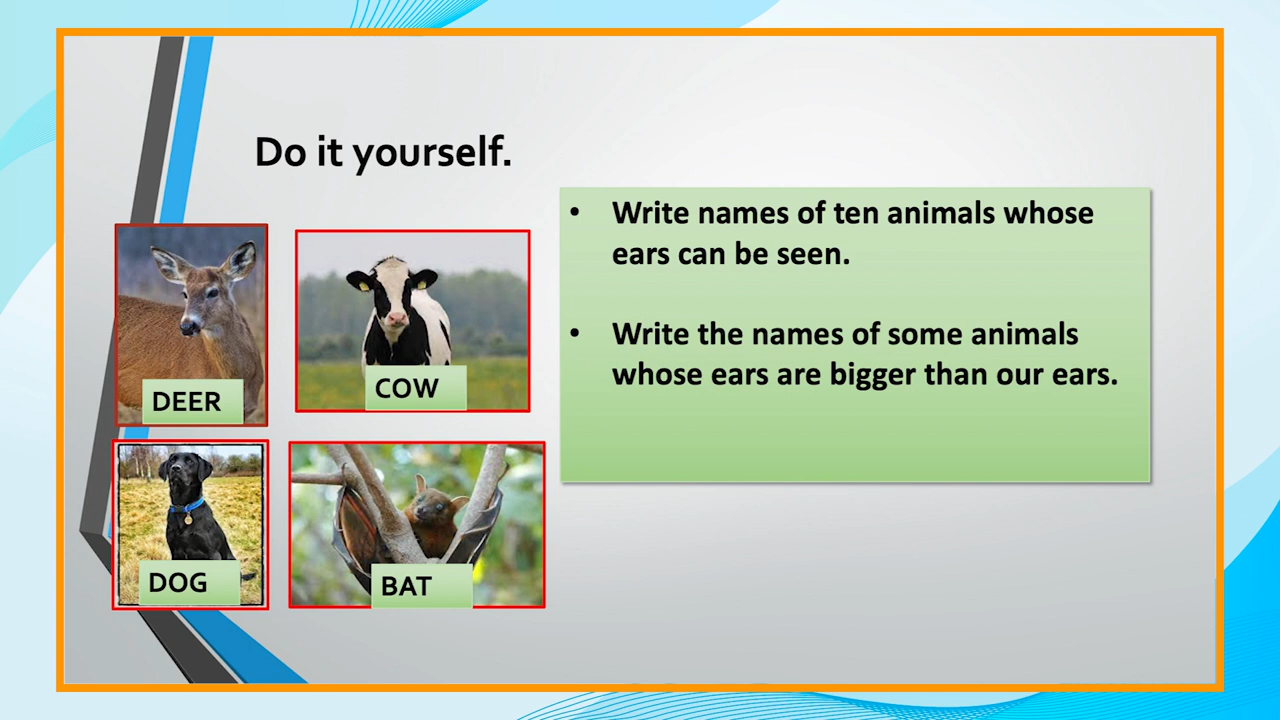 Do it yourself.
DEER
COW
DOG
BAT
• Write names of ten animals whose
ears can be seen.
• Write the names of some animals
whose ears are bigger than our ears.